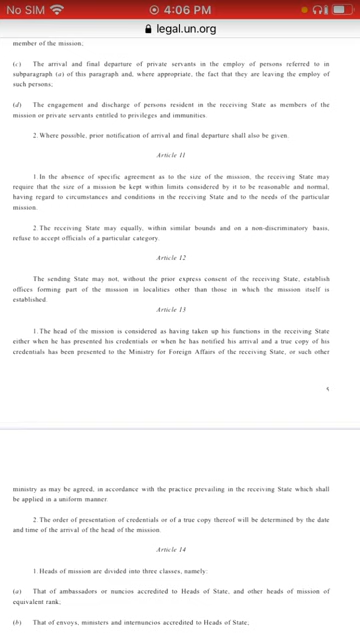 No SIM
4:06 PM
legal.un.org
member of the mission;
(c) The arrival and final departure of private servants in the employ of persons referred to in
subparagraph (a) of this paragraph and, where appropriate, the fact that they are leaving the employ of
such persons;
(d) The engagement and discharge of persons resident in the receiving State as members of the
mission or private servants entitled to privileges and immunities.
2. Where possible, prior notification of arrival and final departure shall also be given.
Article 11
1. In the absence of specific agreement as to the size of the mission, the receiving State may
require that the size of a mission be kept within limits considered by it to be reasonable and normal,
having regard to circumstances and conditions in the receiving State and to the needs of the particular
mission.
2. The receiving State may equally, within similar bounds and on a non-discriminatory basis,
refuse to accept officials of a particular category.
Article 12
The sending State may not, without the prior express consent of the receiving State, establish
offices forming part of the mission in localities other than those in which the mission itself is
established.
Article 13
1. The head of the mission is considered as having taken up his functions in the receiving State
either when he has presented his credentials or when he has notified his arrival and a true copy of his
credentials has been presented to the Ministry for Foreign Affairs of the receiving State, or such other
ministry as may be agreed, in accordance with the practice prevailing in the receiving State which shall
be applied in a uniform manner.
2. The order of presentation of credentials or of a true copy thereof will be determined by the date
and time of the arrival of the head of the mission.
Article 14
1. Heads of mission are divided into three classes, namely:
(a) That of ambassadors or nuncios accredited to Heads of State, and other heads of mission of
equivalent rank;
(b) That of envoys, ministers and internuncios accredited to Heads of State;